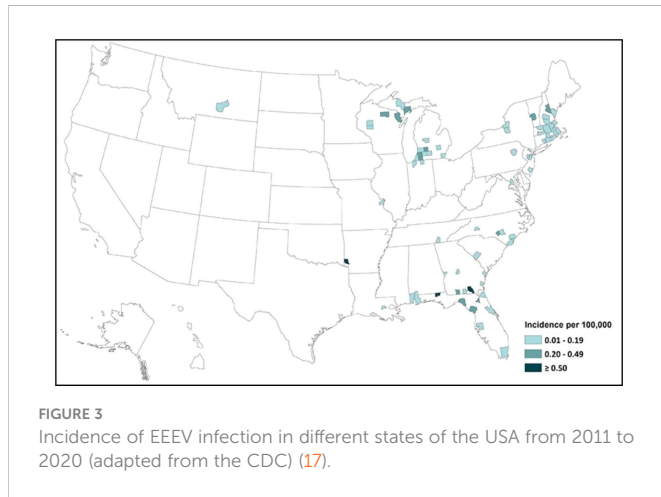 Incidence per 100,000
0.01 - 0.19
0.20 - 0.49
≥ 0.50
FIGURE 3
Incidence of EEEV infection in different states of the USA from 2011 to
2020 (adapted from the CDC) (17).